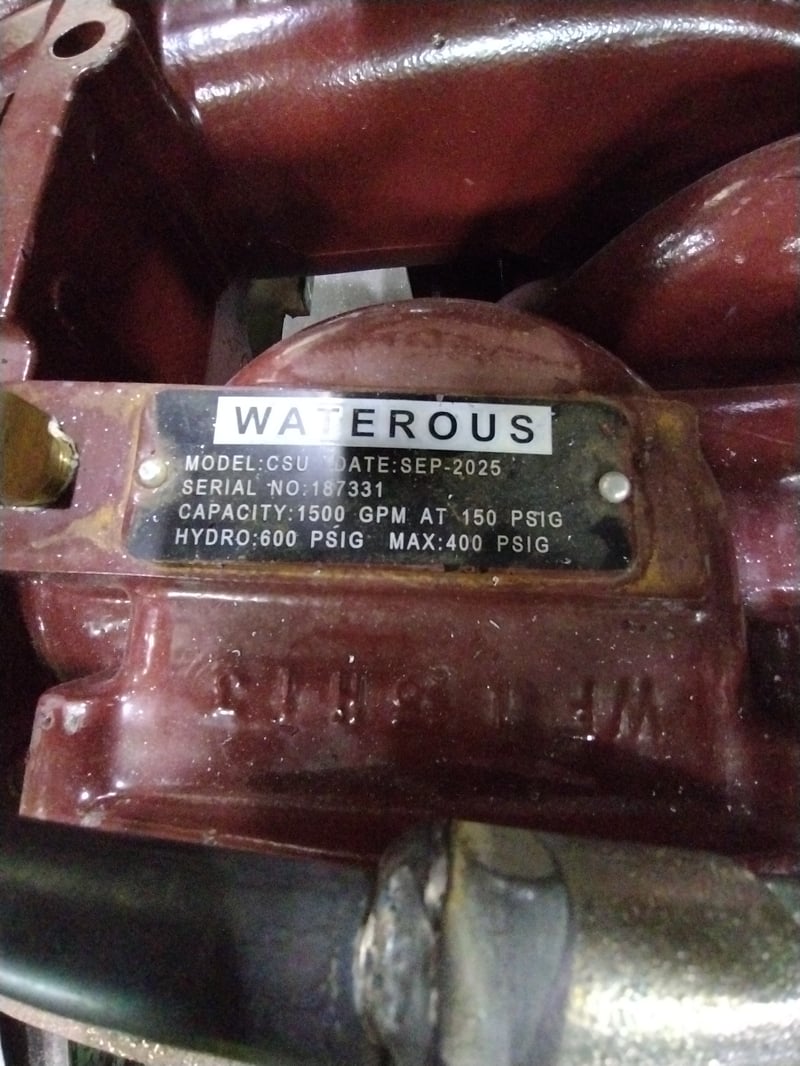 WATEROUS
MODEL:CSU DATE:SEP-2025
SERIAL NO:187331
CAPACITY:1500 GPM AT 150 PSIG
HYDRO:600 PSIG MAX:400 PSIG